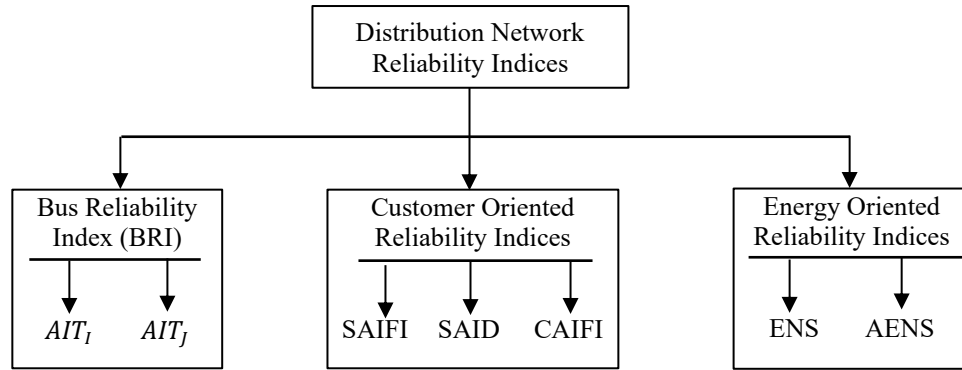 Distribution Network
Reliability Indices
Bus Reliability
Index (BRI)
AIT_I AIT_J
Customer Oriented
Reliability Indices
SAIFI SAID CAIFI
Energy Oriented
Reliability Indices
ENS AENS